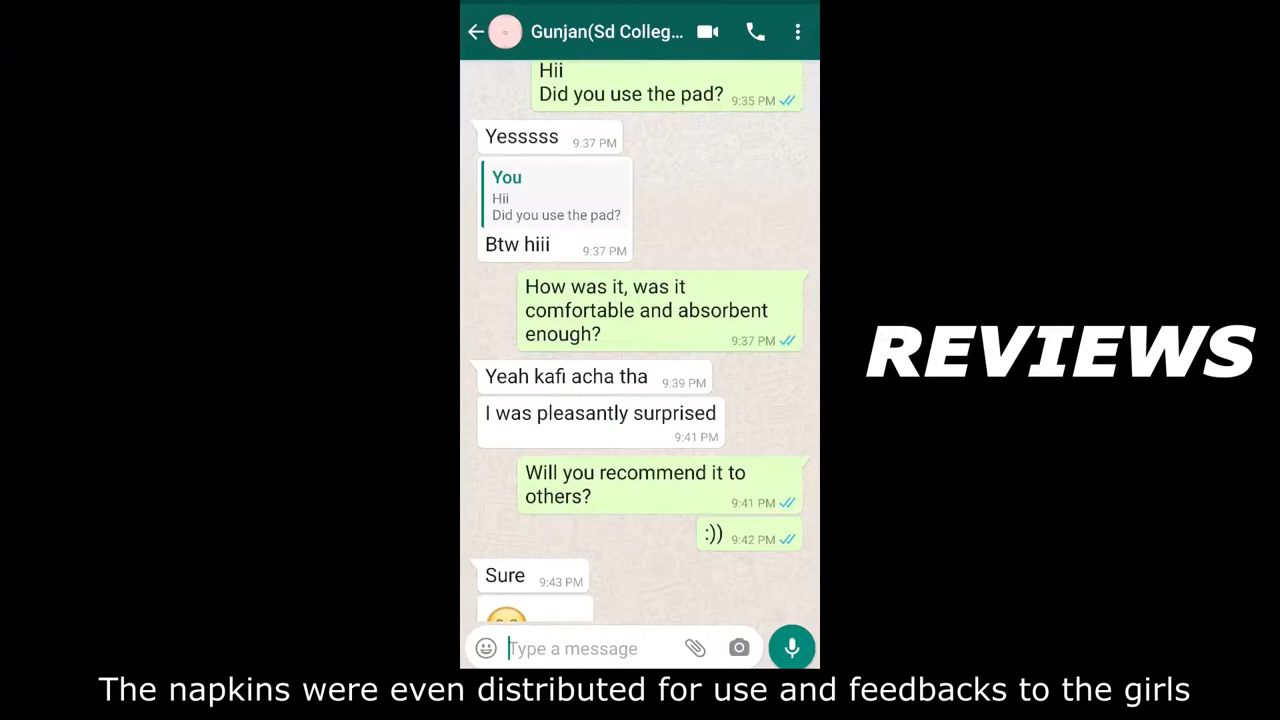 Gunjan(Sd Colleg...
Hii
Did you use the pad?
9:35 PM
Yesssss
9:37 PM
You
Hii
Did you use the pad?
Btw hiii
9:37 PM
How was it, was it
comfortable and absorbent
enough?
9:37 PM
Yeah kafi acha tha
9:39 PM
I was pleasantly surprised
9:41 PM
Will you recommend it to
others?
9:41 PM
:))
9:42 PM
Sure
9:43 PM
Type a message
REVIEWS
The napkins were even distributed for use and feedbacks to the girls